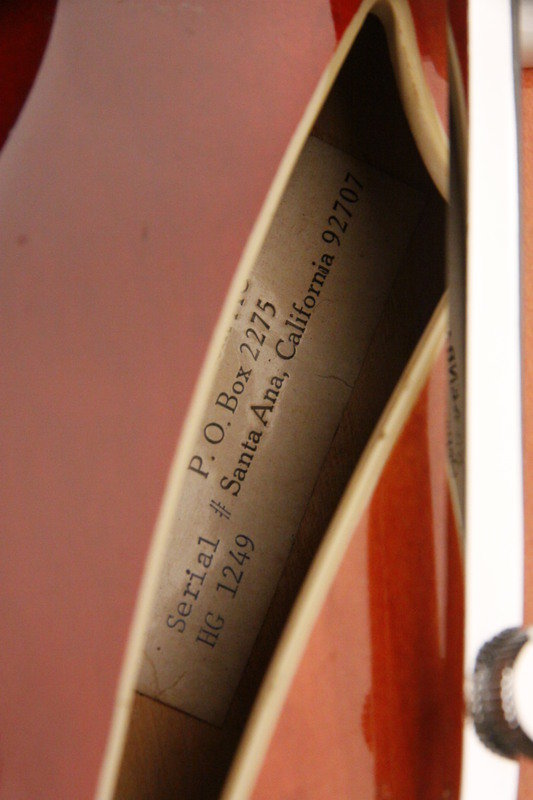 P. O. Box 2275
Santa Ana, California 92707
Serial #
HG 1249